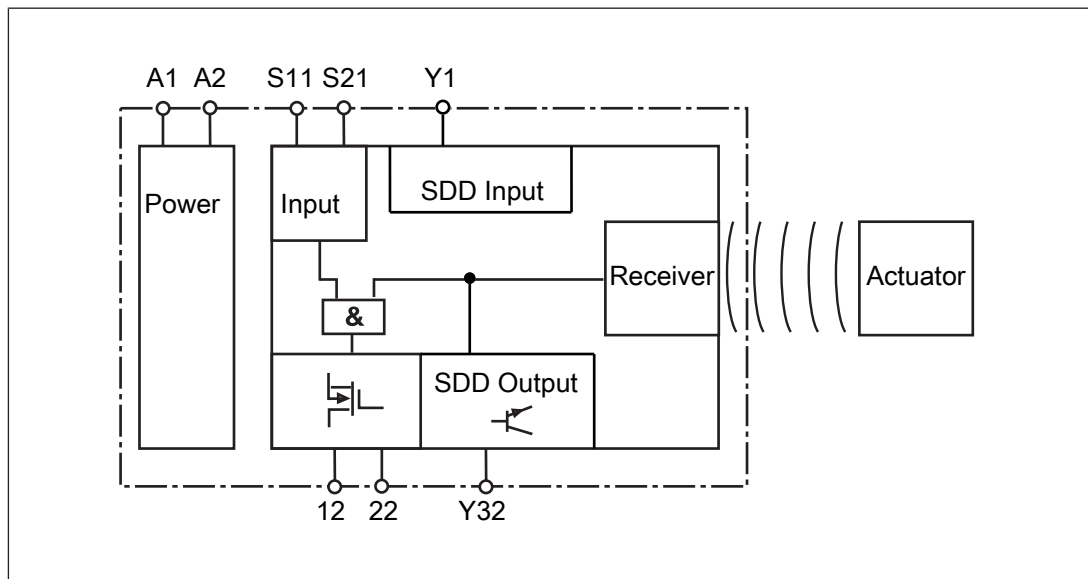 A1 A2 S11 S21 Y1
SDD Input
Power
Input
Receiver
Actuator
&
SDD Output
12 22 Y32